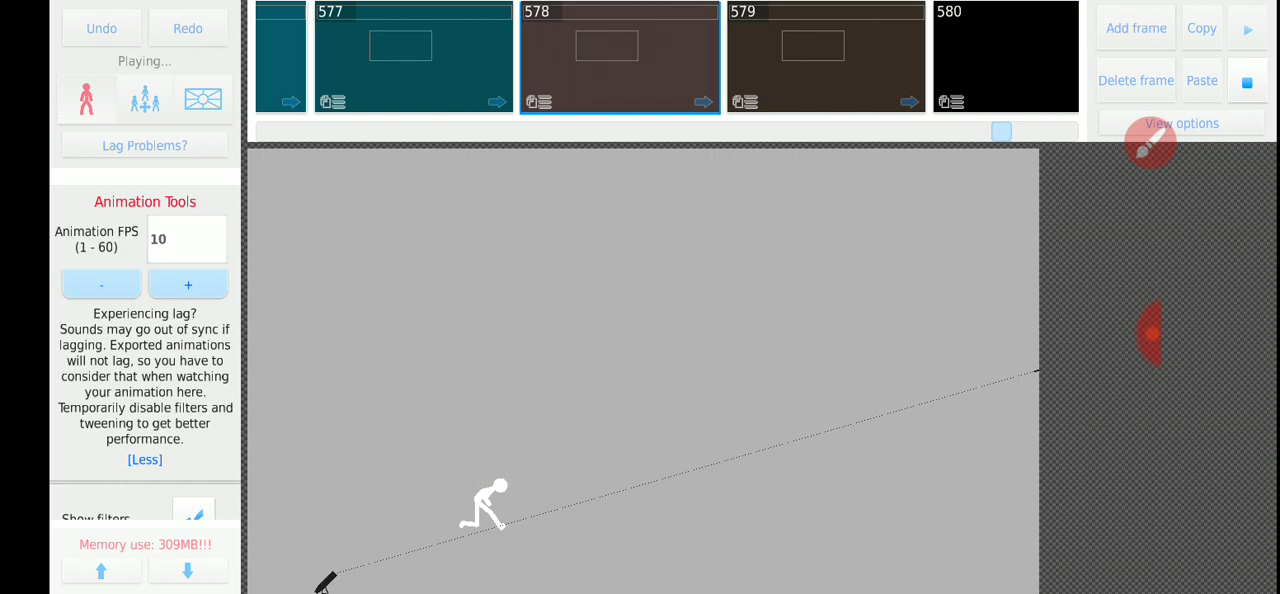 Undo
Redo
Playing...
Lag Problems?
Animation Tools
Animation FPS
(1 - 60)
10
-
+
Experiencing lag?
Sounds may go out of sync if
lagging. Exported animations
will not lag, so you have to
consider that when watching
your animation here.
Temporarily disable filters and
tweening to get better
performance.
[Less]
Show filters
Memory use: 309MB!!!
577
578
579
580
Add frame
Copy
Delete frame
Paste
View options